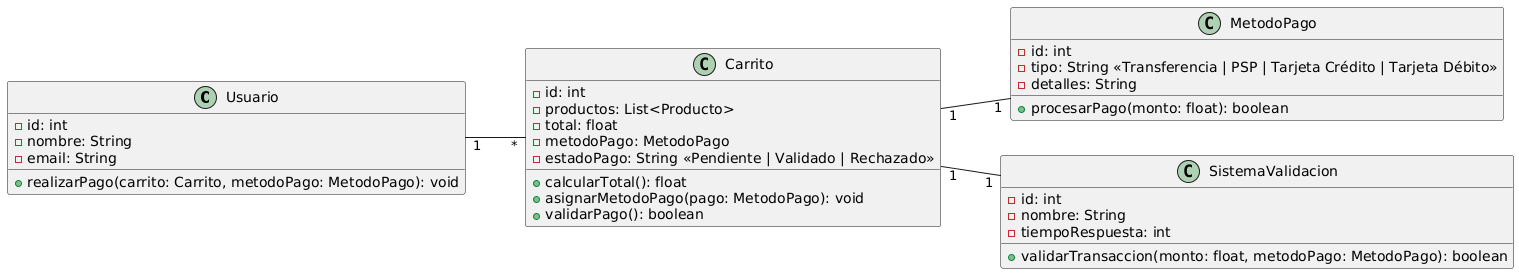 C Usuario
id: int
nombre: String
email: String
realizarPago(carrito: Carrito, metodoPago: MetodoPago): void
1
*
C Carrito
id: int
productos: List<Producto>
total: float
metodoPago: MetodoPago
estadoPago: String «Pendiente | Validado | Rechazado»
calcularTotal(): float
asignarMetodoPago(pago: MetodoPago): void
validarPago(): boolean
1
1
1
1
C MetodoPago
id: int
tipo: String «Transferencia | PSP | Tarjeta Crédito | Tarjeta Débito»
detalles: String
procesarPago(monto: float): boolean
C SistemaValidacion
id: int
nombre: String
tiempoRespuesta: int
validarTransaccion(monto: float, metodoPago: MetodoPago): boolean